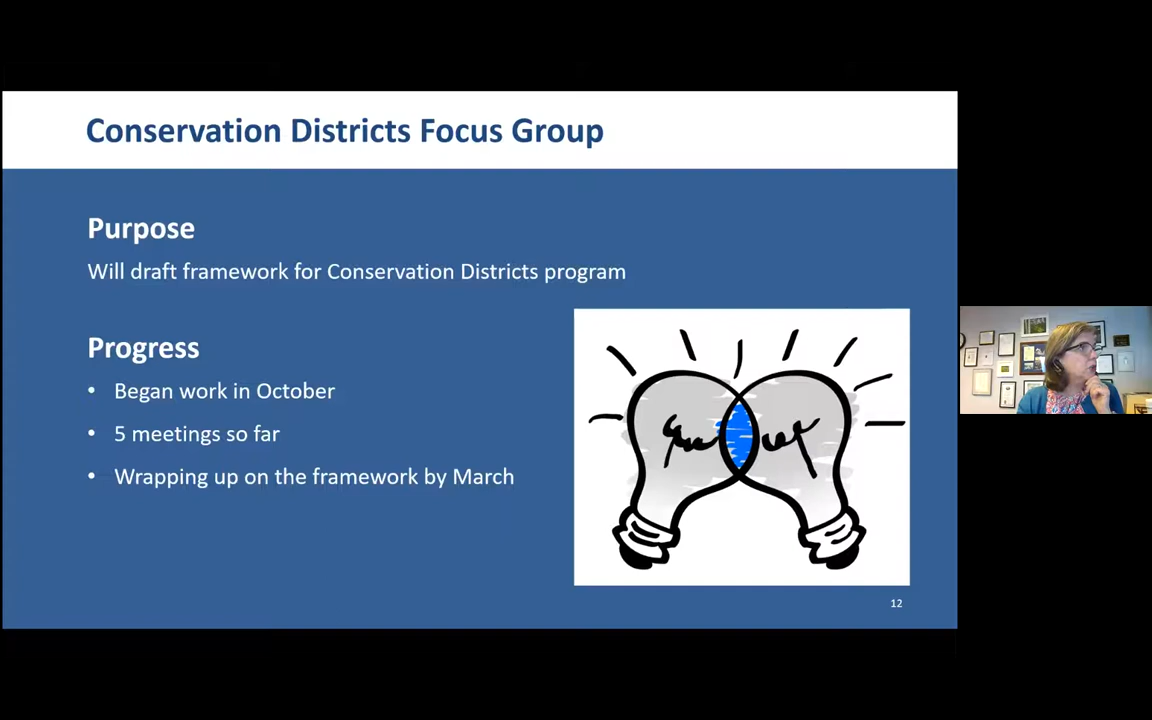 Conservation Districts Focus Group
Purpose
Will draft framework for Conservation Districts program
Progress
• Began work in October
• 5 meetings so far
• Wrapping up on the framework by March
12